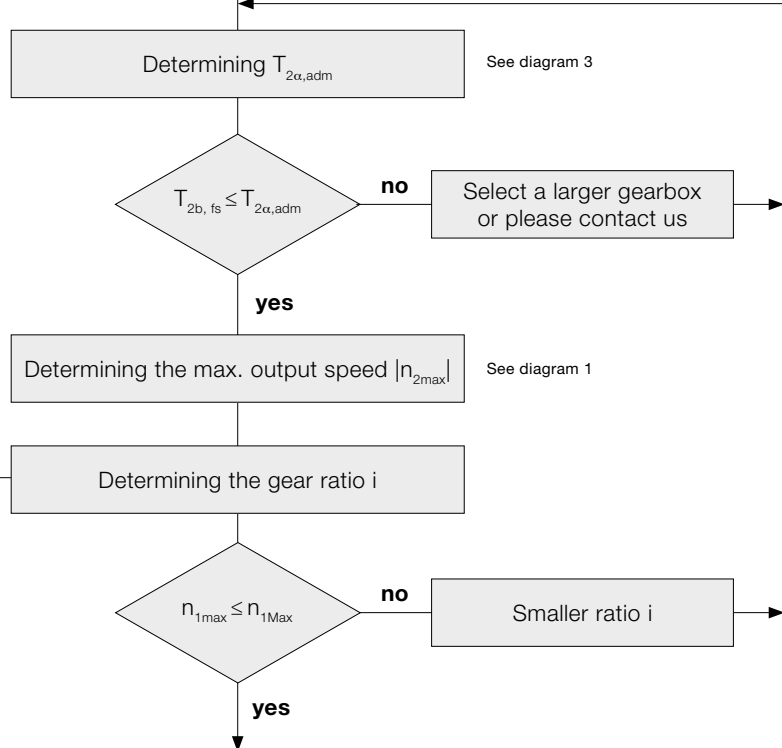 Determining T2α,adm
See diagram 3
T2b, fs ≤ T2α,adm
no
Select a larger gearbox
or please contact us
yes
Determining the max. output speed |n2max|
See diagram 1
Determining the gear ratio i
n1max ≤ n1Max
no
Smaller ratio i
yes